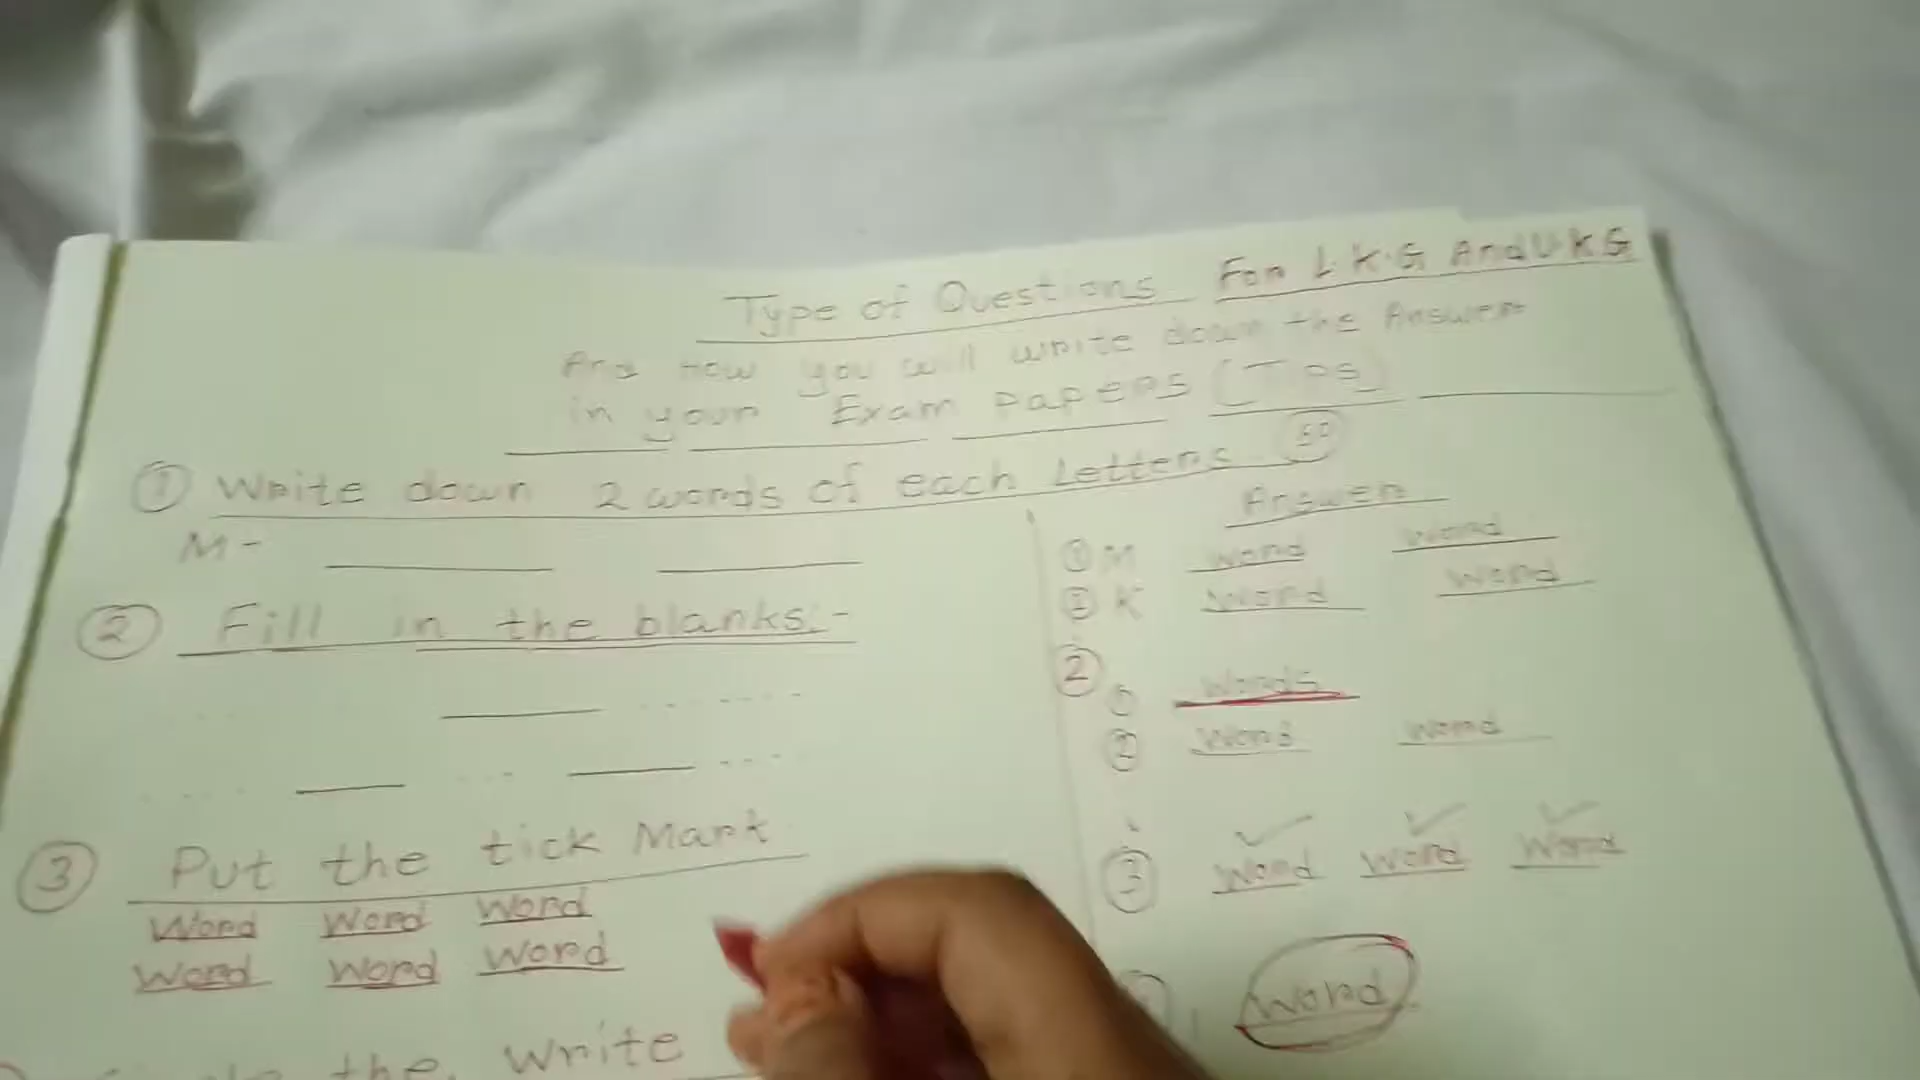 Type of Questions For L.K.G And U.K.G
And How you will write down the Answer
in your Exam papers (Tips)
① Write down 2 words of each Letters 50
M-
② Fill in the blanks:-
③ Put the tick Mark
Word Word Word
Word Word Word
the write
Answer
① M Word Word
② K Word Word
②
① Words
② Word Word
③ Word Word Word
Word